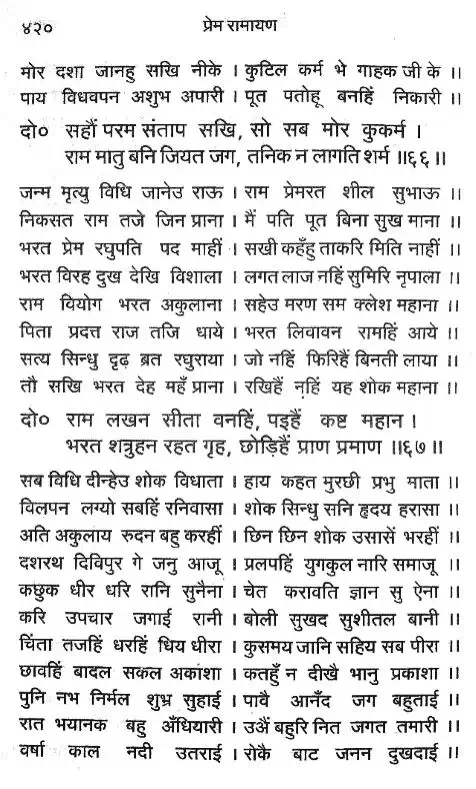 ४२०
प्रेम रामायण
मोर दशा जानहु सखि नीके । कुटिल कर्म भे गाहक जी के ॥
पाय विधवपन अशुभ अपारी । पूत पतोहू बनहिं निकारी ॥
दो० सहौं परम संताप सखि, सो सब मोर कुकर्म ।
राम मातु बनि जियत जग, तनिक न लागति शर्म ॥६६॥
जन्म मृत्यु विधि जानेउ राऊ । राम प्रेमरत शील सुभाऊ ॥
निकसत राम तजे जिन प्राना । मैं पति पूत बिना सुख माना ॥
भरत प्रेम रघुपति पद माहीं । सखी कहँहु ताकरि मिति नाहीं ॥
भरत विरह दुख देखि विशाला । लगत लाज नहिं सुमिरि नृपाला ॥
राम वियोग भरत अकुलाना । सहेउ मरण सम क्लेश महाना ॥
पिता प्रदत्त राज तजि धाये । भरत लिवावन रामहिं आये ॥
सत्य सिन्धु दृढ़ ब्रत रघुराया । जो नहिं फिरिहैं बिनती लाया ॥
तौ सखि भरत देह महँ प्राना । रखिहैं नहिं यह शोक महाना ॥
दो० राम लखन सीता वनहिं, पइहैं कष्ट महान ।
भरत शत्रुहन रहत गृह, छोड़िहैं प्राण प्रमाण ॥६७॥
सब विधि दीन्हेउ शोक विधाता । हाय कहत मुरछी प्रभु माता ॥
विलपन लग्यो सबहिं रनिवासा । शोक सिन्धु सनि हृदय हरासा ॥
अति अकुलाय रुदन बहु करहीं । छिन छिन शोक उसासें भरहीं ॥
दशरथ दिविपुर गे जनु आजू । प्रलपहिं युगकुल नारि समाजू ॥
कछुक धीर धरि रानि सुनैना । चेत करावति ज्ञान सु ऐना ॥
करि उपचार जगाई रानी । बोली सुखद सुशीतल बानी ॥
चिंता तजहिं धरहिं धिय धीरा । कुसमय जानि सहिय सब पीरा ॥
छावहिं बादल सकल अकाशा । कतहुँ न दीखै भानु प्रकाशा ॥
पुनि नभ निर्मल शुभ्र सुहाई । पावै आनँद जग बहुताई ॥
रात भयानक बहु अँधियारी । उअैं बहुरि नित जगत तमारी ॥
वर्षा काल नदी उतराई । रोकै बाट जनन दुखदाई ॥